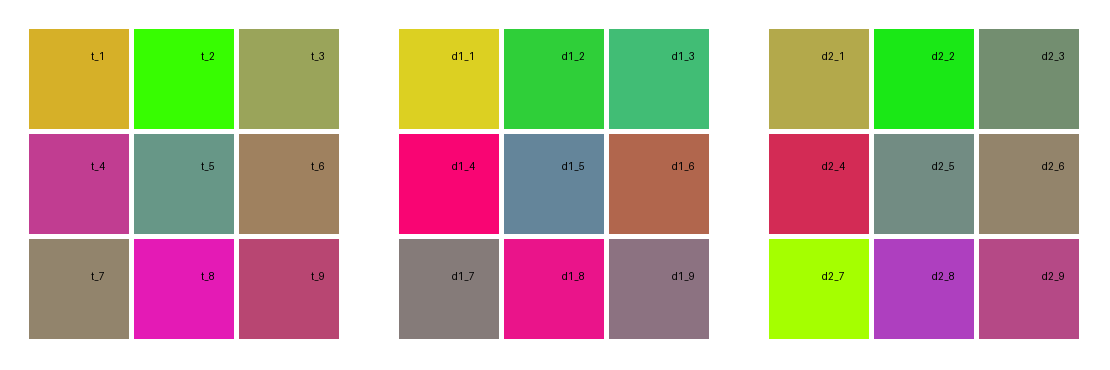 t_1 t_2 t_3 d1_1 d1_2 d1_3 d2_1 d2_2 d2_3
t_4 t_5 t_6 d1_4 d1_5 d1_6 d2_4 d2_5 d2_6
t_7 t_8 t_9 d1_7 d1_8 d1_9 d2_7 d2_8 d2_9